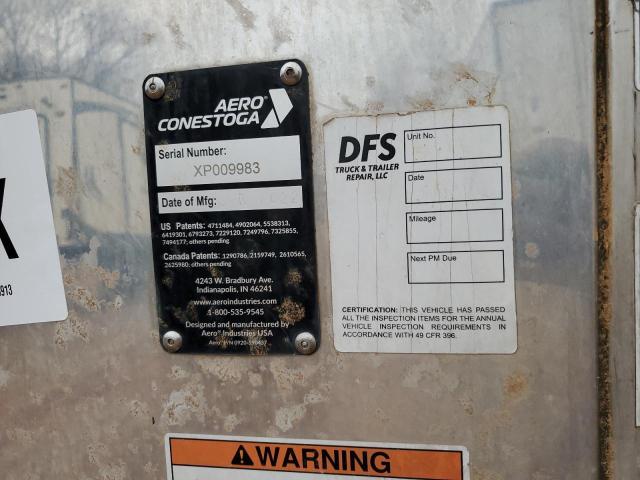 AERO®
CONESTOGA
Serial Number:
XP009983
Date of Mfg:
US Patents: 4711484, 4902064, 5538313,
6419301, 6793273, 7229120, 7249796, 7325855,
7494177; others pending
Canada Patents: 1290786, 2159749, 2610565,
2625980; others pending
4243 W. Bradbury Ave.
Indianapolis, IN 46241
www.aeroindustries.com
1-800-535-9545
Designed and manufactured by
Aero® Industries USA
Aero® P/N 0920-
DFS
TRUCK & TRAILER
REPAIR, LLC
Unit No.
Date
Mileage
Next PM Due
CERTIFICATION: THIS VEHICLE HAS PASSED
ALL THE INSPECTION ITEMS FOR THE ANNUAL
VEHICLE INSPECTION REQUIREMENTS IN
ACCORDANCE WITH 49 CFR 396.
WARNING
X
913